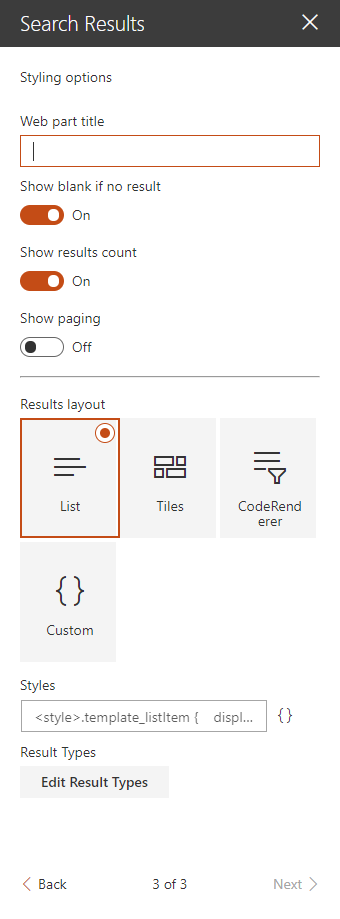 Search Results
Styling options
Web part title
Show blank if no result
On
Show results count
On
Show paging
Off
Results layout
List
Tiles
CodeRend
erer
{}
Custom
Styles
<style>.template_listItem {    displ... {}
Result Types
Edit Result Types
Back 3 of 3 Next